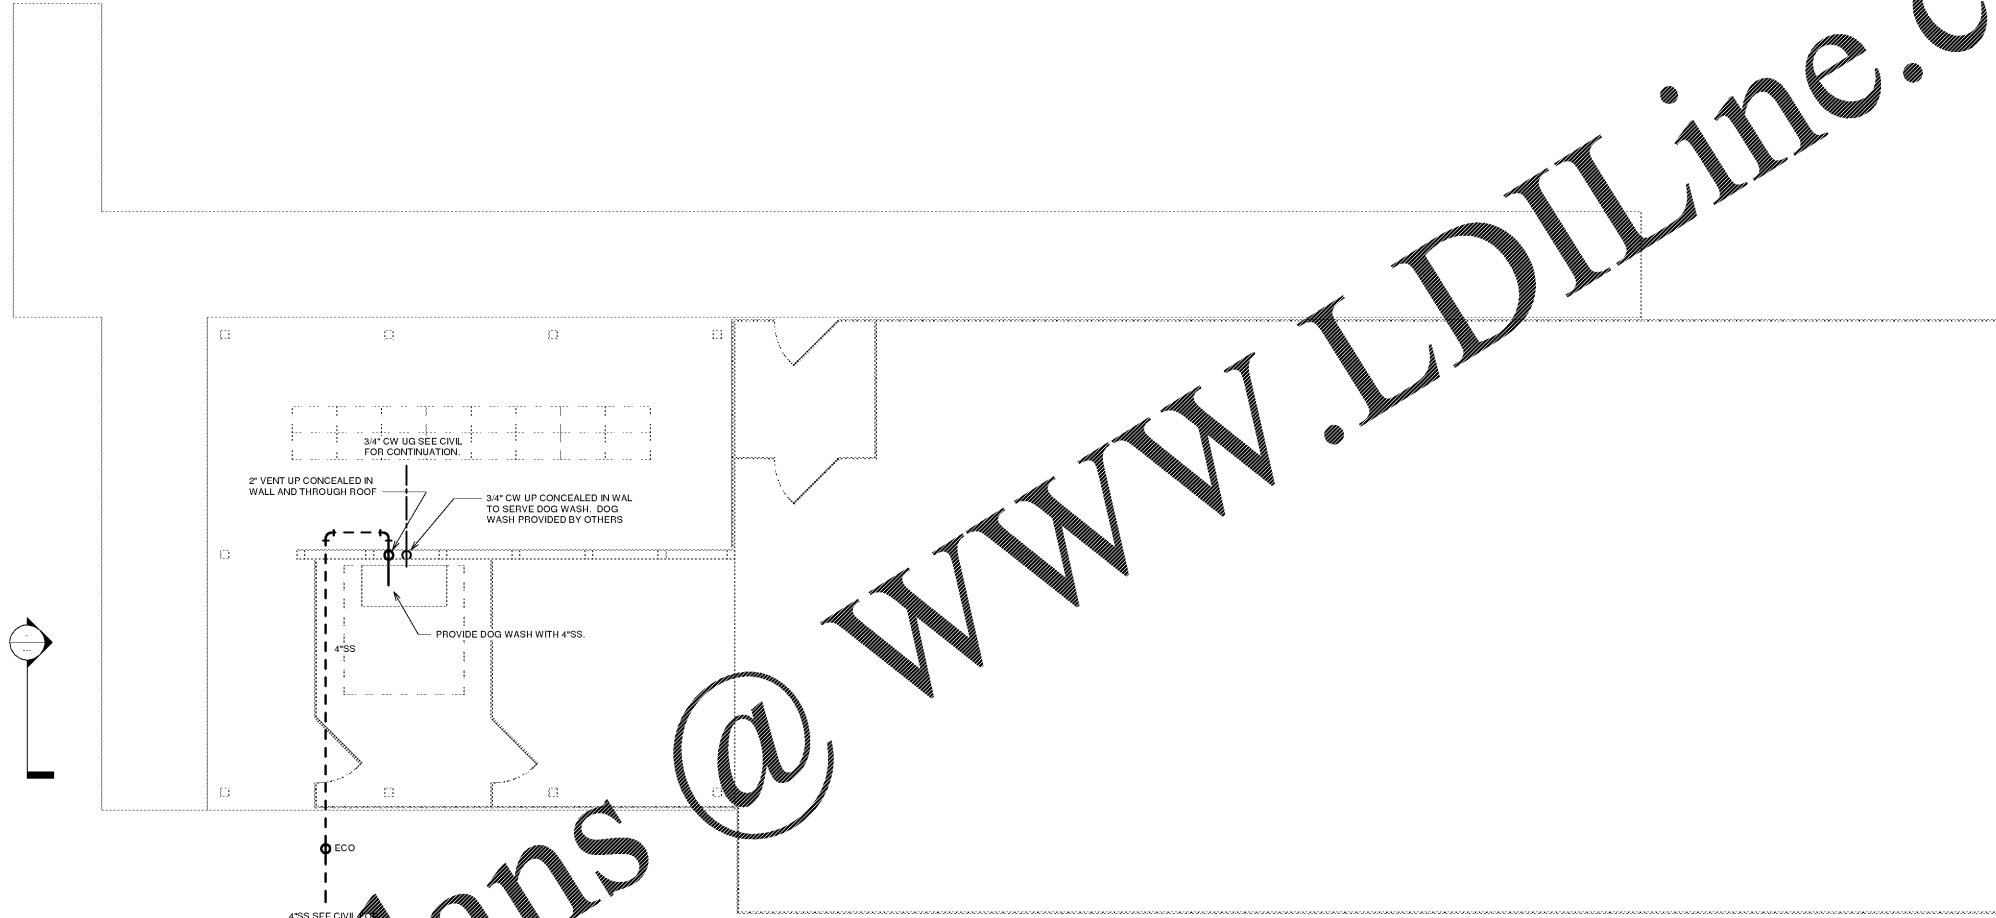 3/4" CW UG SEE CIVIL
FOR CONTINUATION.
2" VENT UP CONCEALED IN
WALL AND THROUGH ROOF
3/4" CW UP CONCEALED IN WAL
TO SERVE DOG WASH. DOG
WASH PROVIDED BY OTHERS
PROVIDE DOG WASH WITH 4"SS.
4"SS
ECO
4"SS SEE CIVIL
lans @ www.LDILine.c